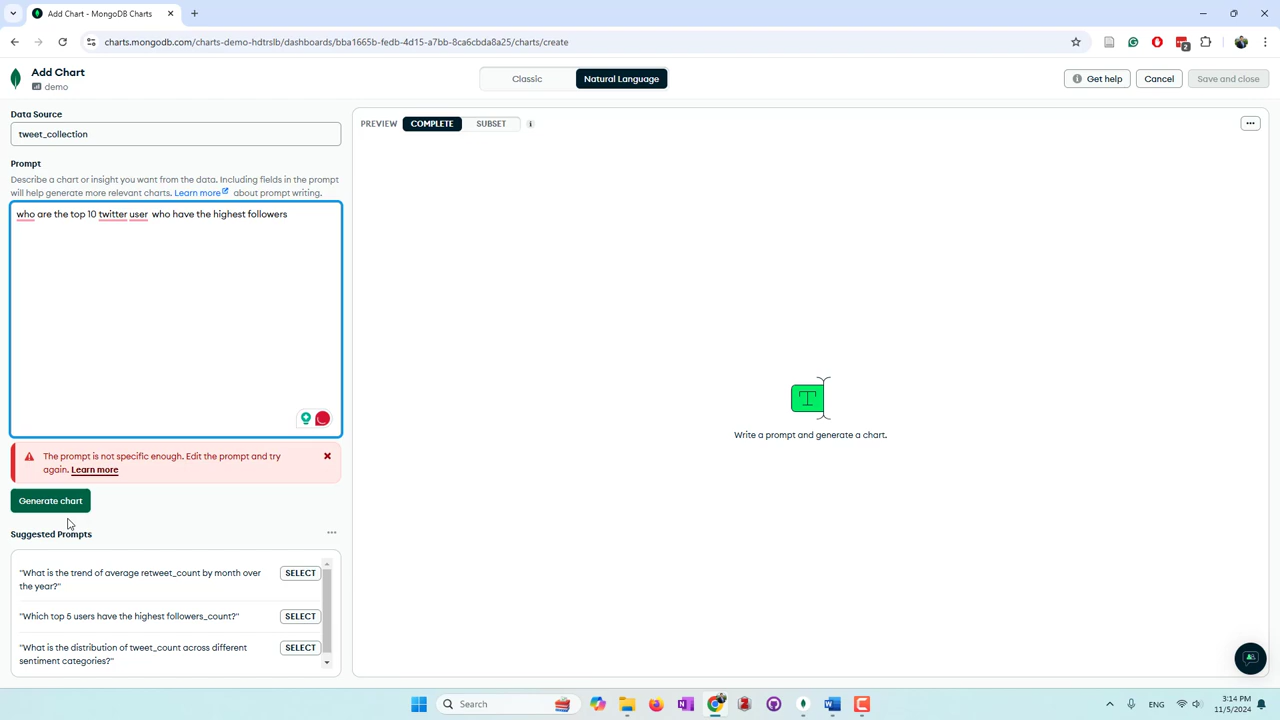 Add Chart - MongoDB Charts
charts.mongodb.com/charts-demo-hdtrslb/dashboards/bba1665b-fedb-4d15-a7bb-8ca6cbda8a25/charts/create
2
Add Chart
demo
Classic
Natural Language
Get help
Cancel
Save and close
Data Source
tweet_collection
Prompt
Describe a chart or insight you want from the data. Including fields in the prompt
will help generate more relevant charts. Learn more about prompt writing.
who are the top 10 twitter user who have the highest followers
The prompt is not specific enough. Edit the prompt and try
again. Learn more
Generate chart
Suggested Prompts
"What is the trend of average retweet_count by month over
the year?"
SELECT
"Which top 5 users have the highest followers_count?"
SELECT
"What is the distribution of tweet_count across different
sentiment categories?"
SELECT
PREVIEW
COMPLETE
SUBSET
T
Write a prompt and generate a chart.
Search
ENG
3:14 PM
11/5/2024